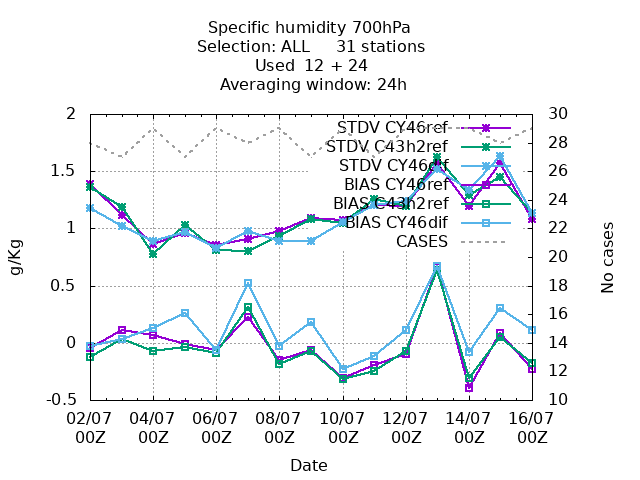 Specific humidity 700hPa
Selection: ALL 31 stations
Used 12 + 24
Averaging window: 24h
2
1.5
1
0.5
0
-0.5
g/Kg
30
28
26
24
22
20
18
16
14
12
10
No cases
STDV CY46ref
STDV C43h2ref
STDV CY46dif
BIAS CY46ref
BIAS C43h2ref
BIAS CY46dif
CASES
02/07 04/07 06/07 08/07 10/07 12/07 14/07 16/07
00Z 00Z 00Z 00Z 00Z 00Z 00Z 00Z
Date